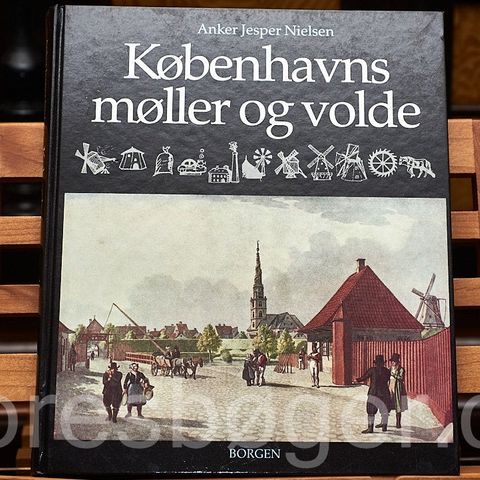 Anker Jesper Nielsen
Københavns
møller og volde
BORGEN